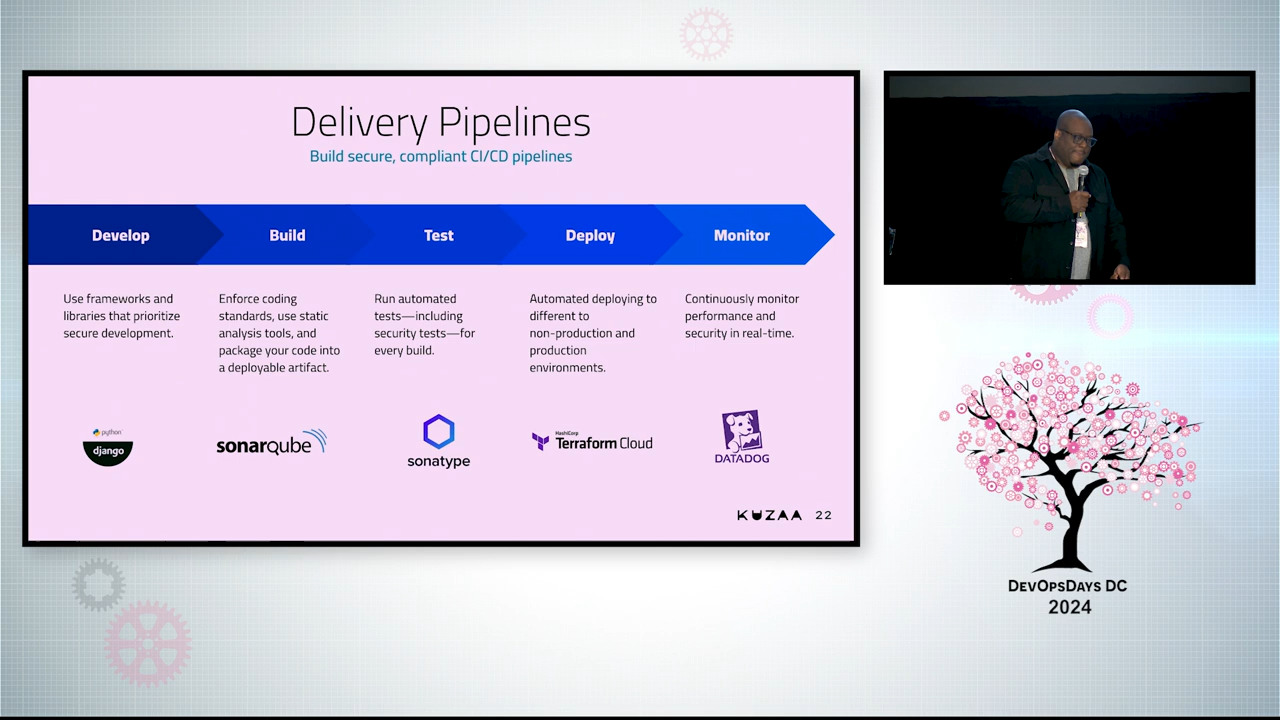 Delivery Pipelines
Build secure, compliant CI/CD pipelines
Develop
Build
Test
Deploy
Monitor
Use frameworks and
libraries that prioritize
secure development.
Enforce coding
standards, use static
analysis tools, and
package your code into
a deployable artifact.
Run automated
tests—including
security tests—for
every build.
Automated deploying to
different to
non-production and
production
environments.
Continuously monitor
performance and
security in real-time.
python
django
sonarqube
sonatype
HashiCorp
Terraform Cloud
DATADOG
KUZAA 22
DevOpsDays DC
2024